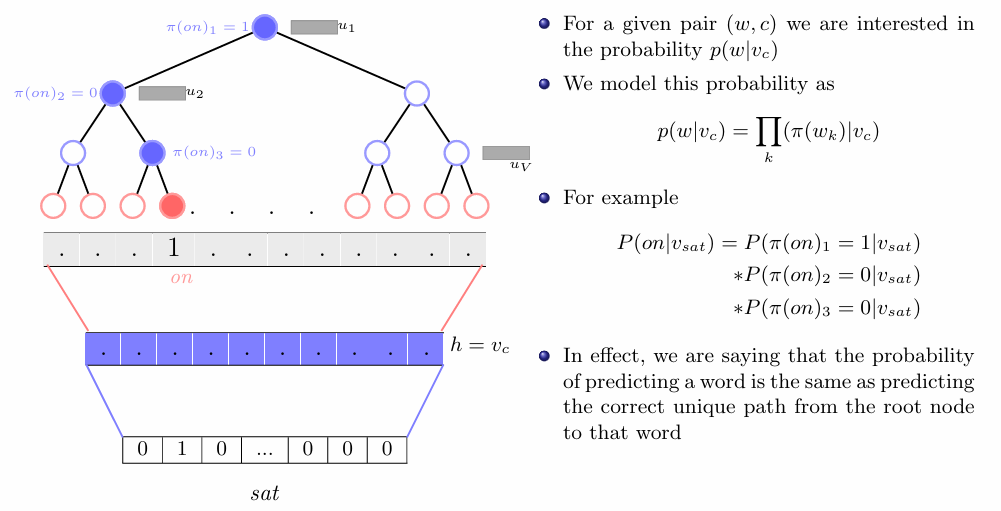 π(on)₁ = 1
u₁
π(on)₂ = 0
u₂
π(on)₃ = 0
u_V
. . . .
. . . 1 . . . . . . . .
on
. . . . . . . . . .
h = v_c
0 1 0 ... 0 0 0
sat
For a given pair (w, c) we are interested in
the probability p(w|v_c)
We model this probability as
p(w|v_c) = ∏_k (π(w_k)|v_c)
For example
P(on|v_sat) = P(π(on)₁ = 1|v_sat)
∗P(π(on)₂ = 0|v_sat)
∗P(π(on)₃ = 0|v_sat)
In effect, we are saying that the probability
of predicting a word is the same as predicting
the correct unique path from the root node
to that word